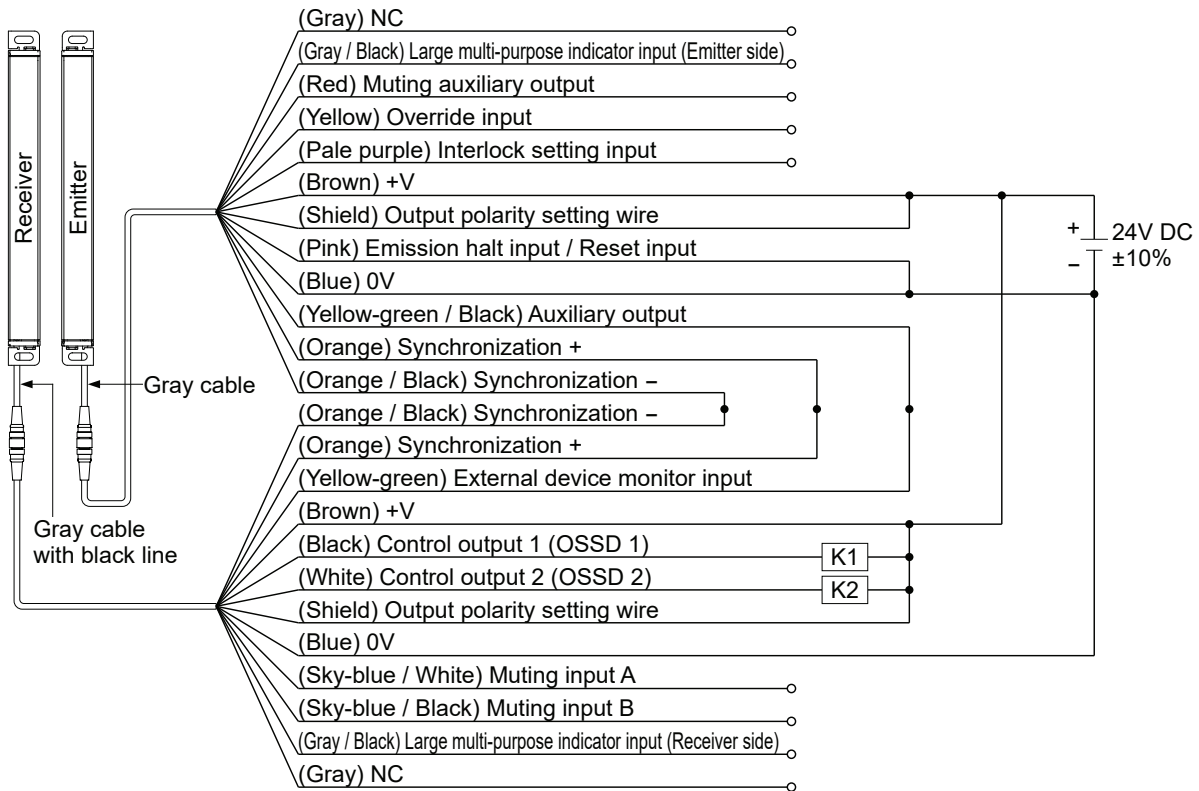 Receiver
Emitter
Gray cable
Gray cable
with black line
(Gray) NC
(Gray / Black) Large multi-purpose indicator input (Emitter side)
(Red) Muting auxiliary output
(Yellow) Override input
(Pale purple) Interlock setting input
(Brown) +V
(Shield) Output polarity setting wire
(Pink) Emission halt input / Reset input
(Blue) 0V
(Yellow-green / Black) Auxiliary output
(Orange) Synchronization +
(Orange / Black) Synchronization −
(Orange / Black) Synchronization −
(Orange) Synchronization +
(Yellow-green) External device monitor input
(Brown) +V
(Black) Control output 1 (OSSD 1)
(White) Control output 2 (OSSD 2)
(Shield) Output polarity setting wire
(Blue) 0V
(Sky-blue / White) Muting input A
(Sky-blue / Black) Muting input B
(Gray / Black) Large multi-purpose indicator input (Receiver side)
(Gray) NC
K1
K2
+
−
24V DC
±10%